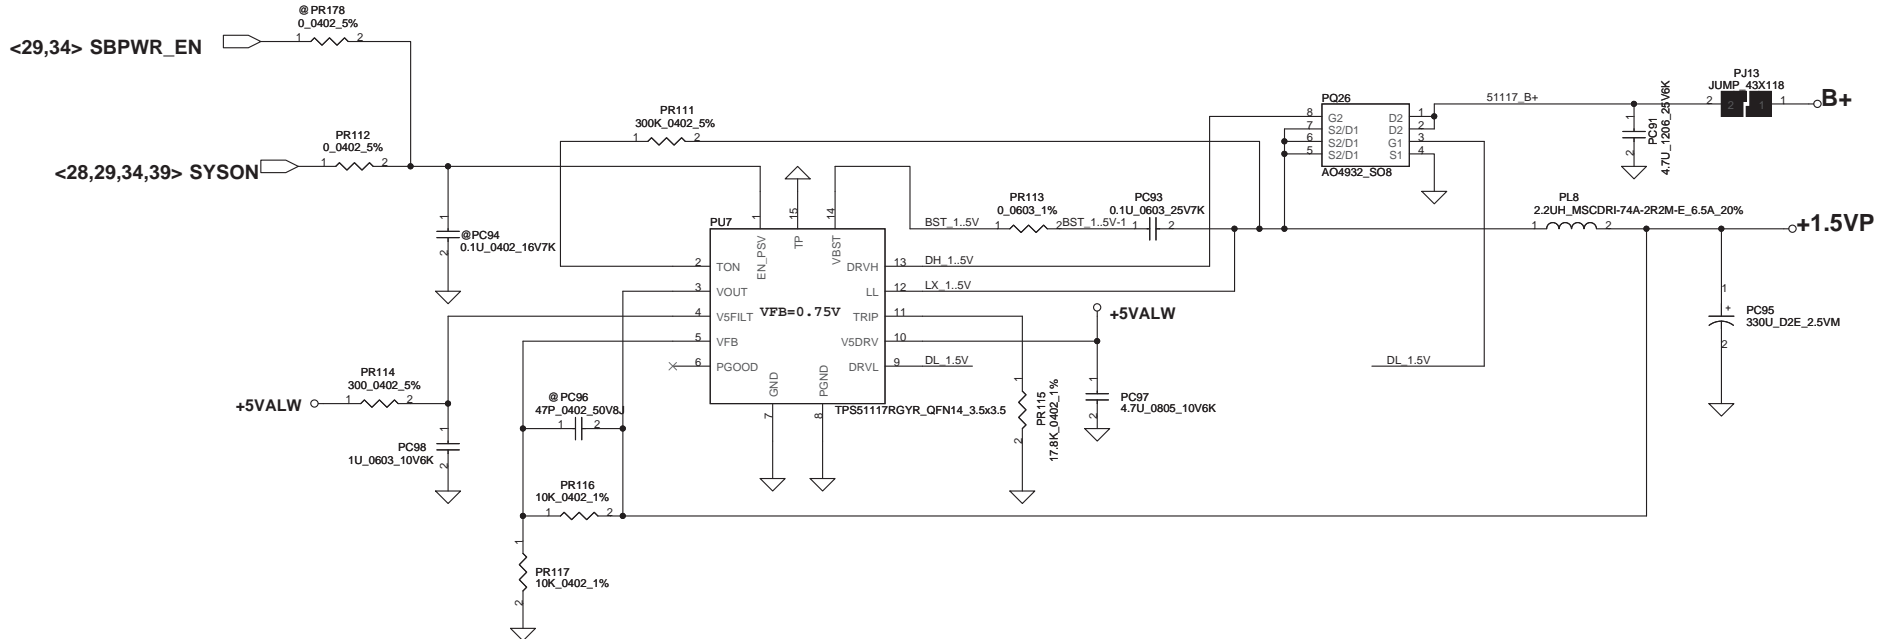 @ PR178
0_0402_5%
1 2
<29,34> SBPWR_EN
PR112
0_0402_5%
1 2
<28,29,34,39> SYSON
PR111
300K_0402_5%
1 2
1
@PC94
0.1U_0402_16V7K
2
PQ26
8 G2 D2 1
7 S2/D1 D2 2
6 S2/D1 G1 3
5 S2/D1 S1 4
AO4932_SO8
51117_B+
1
PC91
4.7U_1206_25V6K
2
PJ13
JUMP_43X118
2 2 1 1
B+
PR113
0_0603_1%
BST_1..5V 1 2 BST_1..5V-1
PC93
0.1U_0603_25V7K
1 2
PL8
2.2UH_MSCDRI-74A-2R2M-E_6.5A_20%
1 2
+1.5VP
PU7
1 EN_PSV
15 TP
14 VBST
2 TON
3 VOUT
4 V5FILT
5 VFB
6 PGOOD
VFB=0.75V
DRVH 13 DH_1..5V
LL 12 LX_1..5V
TRIP 11
V5DRV 10
DRVL 9 DL_1.5V
GND 7
PGND 8
TPS51117RGYR_QFN14_3.5x3.5
+5VALW
1
PC97
4.7U_0805_10V6K
2
1
PR115
17.8K_0402_1%
2
DL_1.5V
1
+
PC95
330U_D2E_2.5VM
2
PR114
300_0402_5%
+5VALW
1 2
1
PC98
1U_0603_10V6K
2
@ PC96
47P_0402_50V8J
1 2
PR116
10K_0402_1%
1 2
1
PR117
10K_0402_1%
2